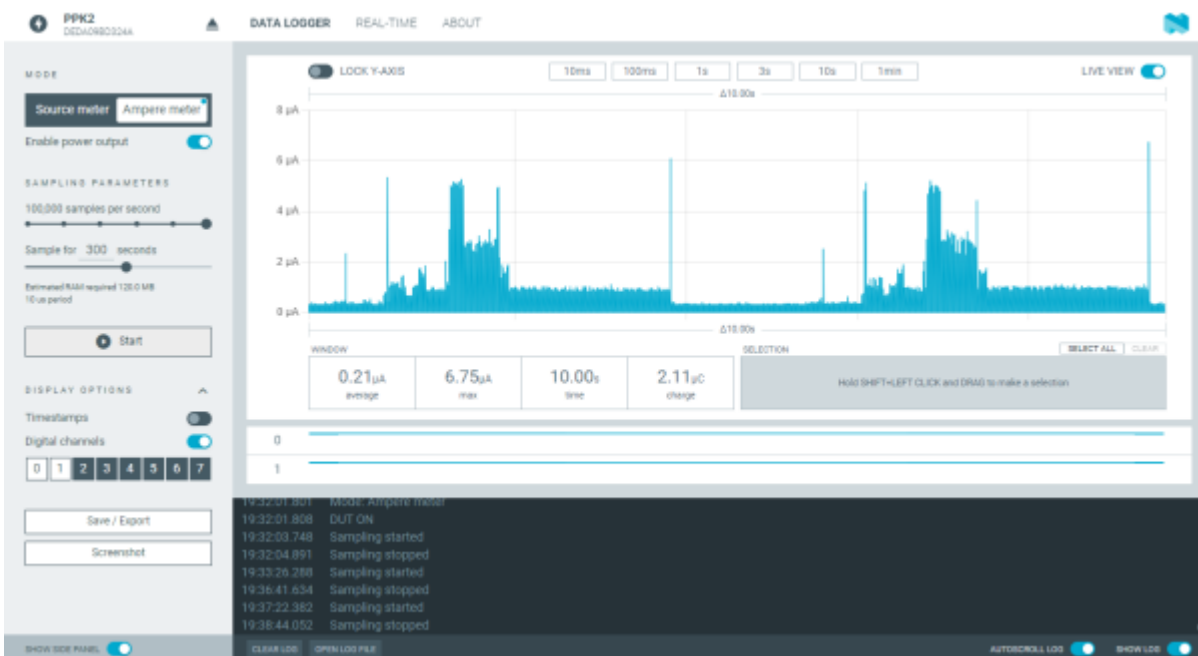 PPK2
DATA LOGGER REAL-TIME ABOUT
MODE
Source meter Ampere meter
Enable power output
SAMPLING PARAMETERS
100,000 samples per second
Sample for 300 seconds
Estimated RAM required 120.0 MB
10 us period
Start
DISPLAY OPTIONS
Timestamps
Digital channels
0 1 2 3 4 5 6 7
Save / Export
Screenshot
SHOW SIDE PANEL
LOCK Y-AXIS 10ms 100ms 1s 3s 10s 1min LIVE VIEW
Δ10.00s
8 µA
6 µA
4 µA
2 µA
0 µA
Δ10.00s
WINDOW SELECTION SELECT ALL CLEAR
0.21µA 6.75µA 10.00s 2.11µC
average max time charge
Hold SHIFT+LEFT CLICK and DRAG to make a selection
0
1
19:32:01.801 Mode: Ampere meter
19:32:01.808 DUT ON
19:32:03.748 Sampling started
19:32:04.891 Sampling stopped
19:33:26.288 Sampling started
19:36:41.634 Sampling stopped
19:37:22.382 Sampling started
19:38:44.052 Sampling stopped
CLEAR LOG OPEN LOG FILE AUTOSCROLL LOG SHOW LOG